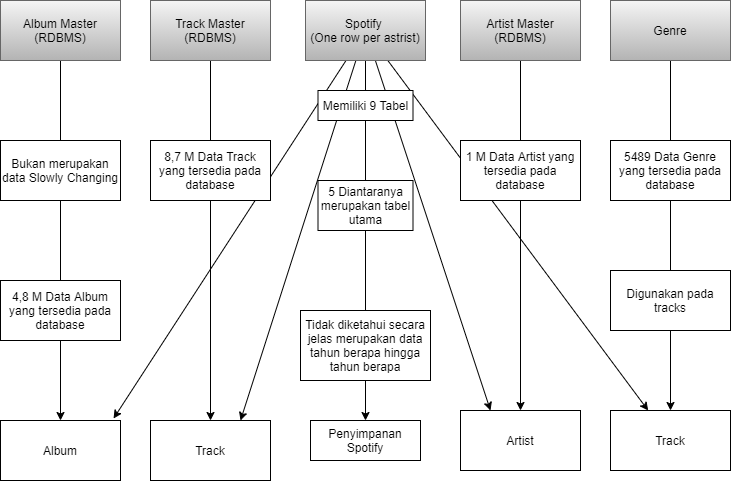 Album Master
(RDBMS)
Track Master
(RDBMS)
Spotify
(One row per astrist)
Artist Master
(RDBMS)
Genre
Memiliki 9 Tabel
Bukan merupakan
data Slowly Changing
8,7 M Data Track
yang tersedia pada
database
5 Diantaranya
merupakan tabel
utama
1 M Data Artist yang
tersedia pada
database
5489 Data Genre
yang tersedia pada
database
4,8 M Data Album
yang tersedia pada
database
Tidak diketahui secara
jelas merupakan data
tahun berapa hingga
tahun berapa
Digunakan pada
tracks
Album
Track
Penyimpanan
Spotify
Artist
Track